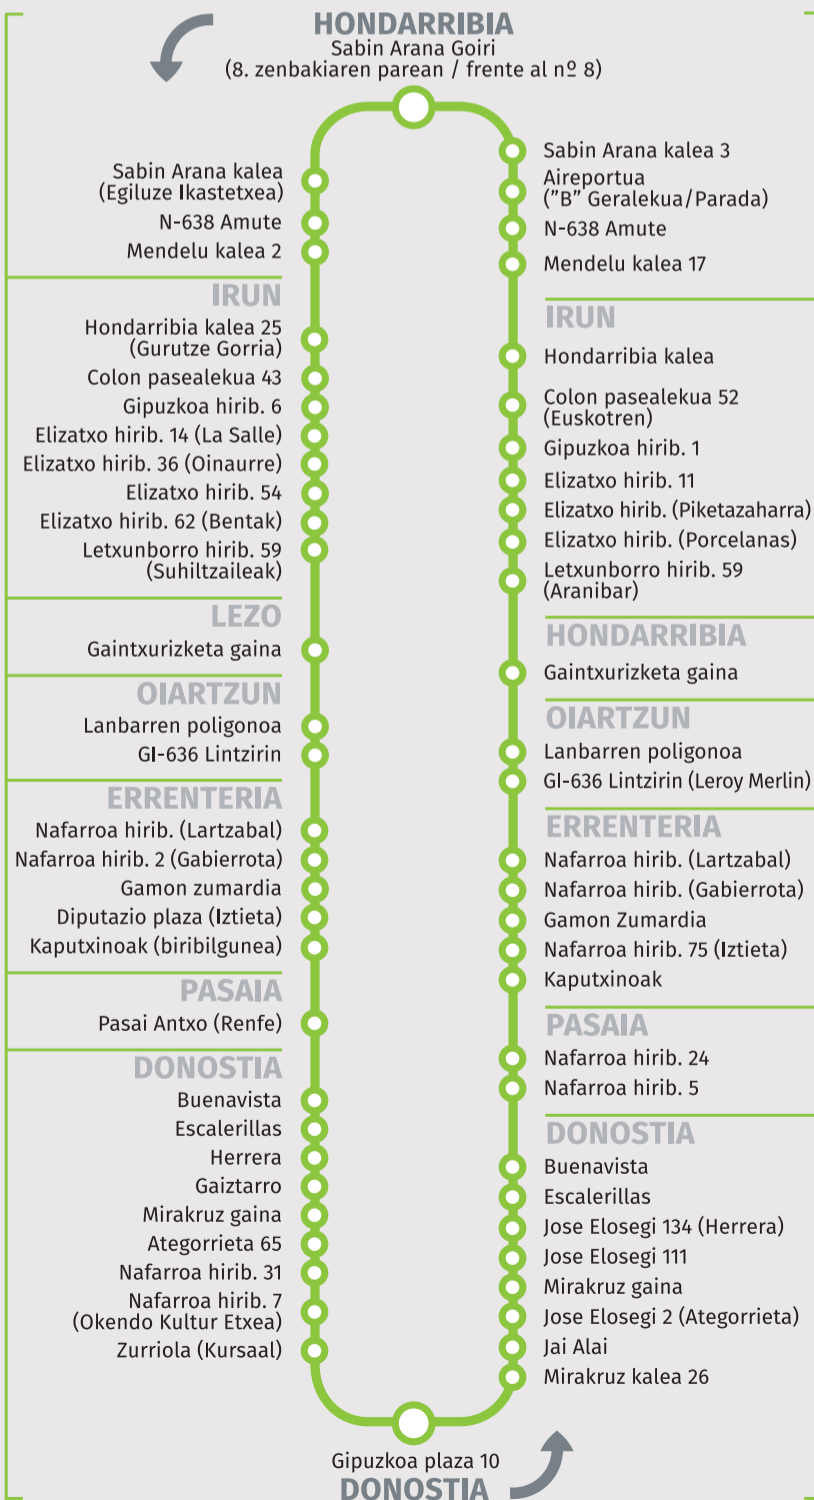 HONDARRIBIA
Sabin Arana Goiri
(8. zenbakiaren parean / frente al nº 8)
Sabin Arana kalea
(Egiluze Ikastetxea)
N-638 Amute
Mendelu kalea 2
IRUN
Hondarribia kalea 25
(Gurutze Gorria)
Colon pasealekua 43
Gipuzkoa hirib. 6
Elizatxo hirib. 14 (La Salle)
Elizatxo hirib. 36 (Oinaurre)
Elizatxo hirib. 54
Elizatxo hirib. 62 (Bentak)
Letxunborro hirib. 59
(Suhiltzaileak)
LEZO
Gaintxurizketa gaina
OIARTZUN
Lanbarren poligonoa
GI-636 Lintzirin
ERRENTERIA
Nafarroa hirib. (Lartzabal)
Nafarroa hirib. 2 (Gabierrota)
Gamon zumardia
Diputazio plaza (Iztieta)
Kaputxinoak (biribilgunea)
PASAIA
Pasai Antxo (Renfe)
DONOSTIA
Buenavista
Escalerillas
Herrera
Gaiztarro
Mirakruz gaina
Ategorrieta 65
Nafarroa hirib. 31
Nafarroa hirib. 7
(Okendo Kultur Etxea)
Zurriola (Kursaal)
Sabin Arana kalea 3
Aireportua
("B" Geralekua/Parada)
N-638 Amute
Mendelu kalea 17
IRUN
Hondarribia kalea
Colon pasealekua 52
(Euskotren)
Gipuzkoa hirib. 1
Elizatxo hirib. 11
Elizatxo hirib. (Piketazaharra)
Elizatxo hirib. (Porcelanas)
Letxunborro hirib. 59
(Aranibar)
HONDARRIBIA
Gaintxurizketa gaina
OIARTZUN
Lanbarren poligonoa
GI-636 Lintzirin (Leroy Merlin)
ERRENTERIA
Nafarroa hirib. (Lartzabal)
Nafarroa hirib. (Gabierrota)
Gamon Zumardia
Nafarroa hirib. 75 (Iztieta)
Kaputxinoak
PASAIA
Nafarroa hirib. 24
Nafarroa hirib. 5
DONOSTIA
Buenavista
Escalerillas
Jose Elosegi 134 (Herrera)
Jose Elosegi 111
Mirakruz gaina
Jose Elosegi 2 (Ategorrieta)
Jai Alai
Mirakruz kalea 26
Gipuzkoa plaza 10
DONOSTIA